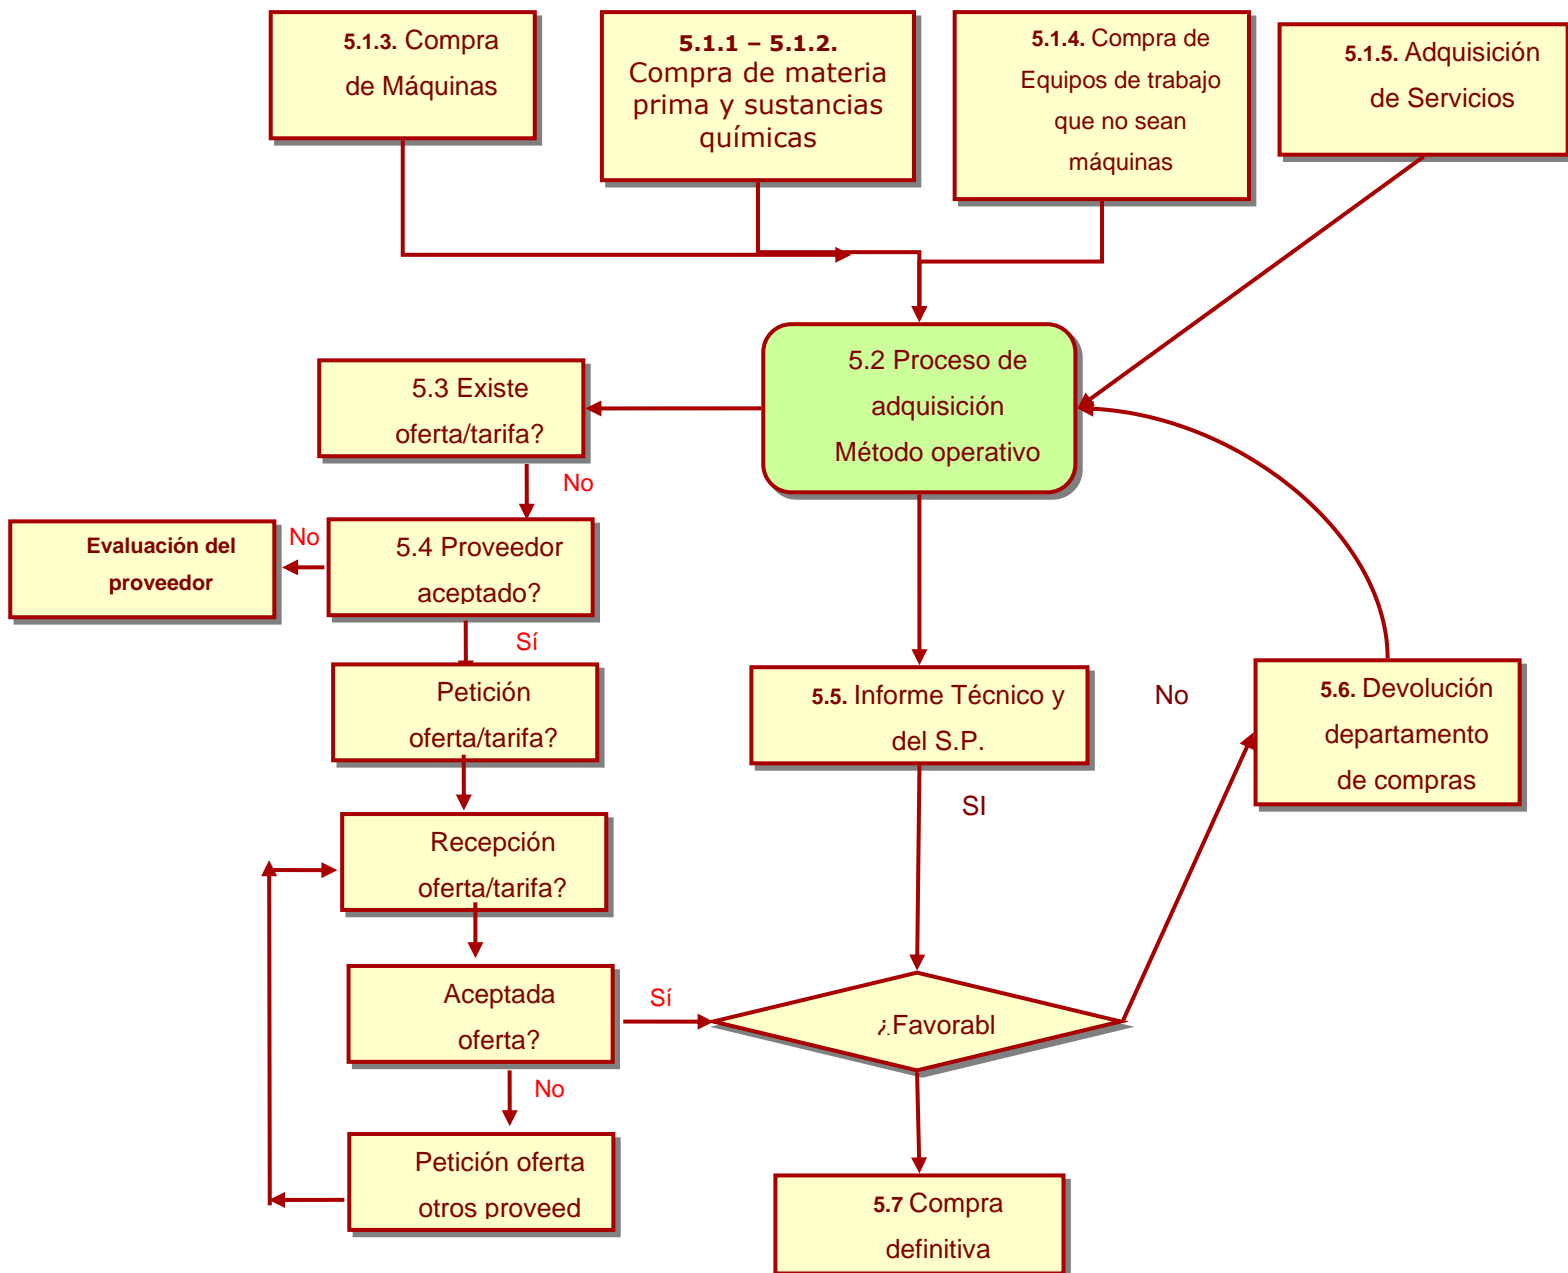 5.1.3. Compra
de Máquinas
5.1.1 – 5.1.2.
Compra de materia
prima y sustancias
químicas
5.1.4. Compra de
Equipos de trabajo
que no sean
máquinas
5.1.5. Adquisición
de Servicios
5.2 Proceso de
adquisición
Método operativo
5.3 Existe
oferta/tarifa?
No
5.4 Proveedor
aceptado?
No
Evaluación del
proveedor
Sí
Petición
oferta/tarifa?
5.5. Informe Técnico y
del S.P.
No
5.6. Devolución
departamento
de compras
SI
Recepción
oferta/tarifa?
Aceptada
oferta?
Sí
¿Favorabl
No
Petición oferta
otros proveed
5.7 Compra
definitiva